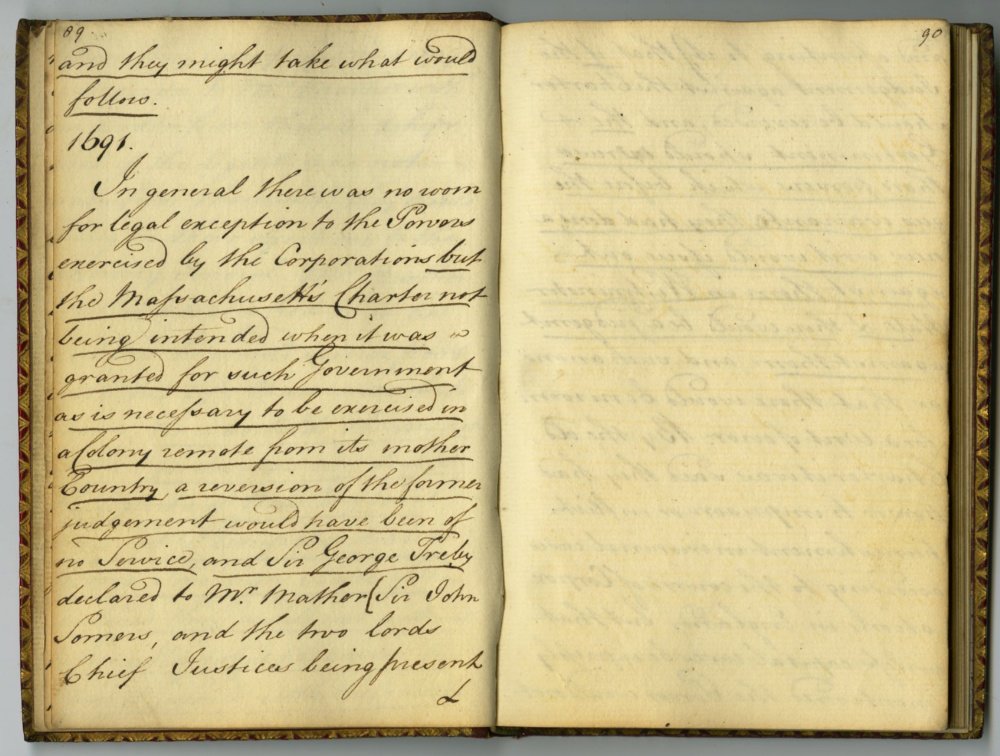 89
and they might take what would
follow.
1691.
In general there was no room
for legal exception to the Powers
exercised by the Corporations but
the Massachusett's Charter not
being intended when it was
granted for such Government
as is necessary to be exercised in
a Colony remote from its mother
Country, a reversion of the former
judgement would have been of
no Service, and Sir George Treby
declared to Mr. Mather (Sir John
Somers, and the two lords
Chief Justices being present
90